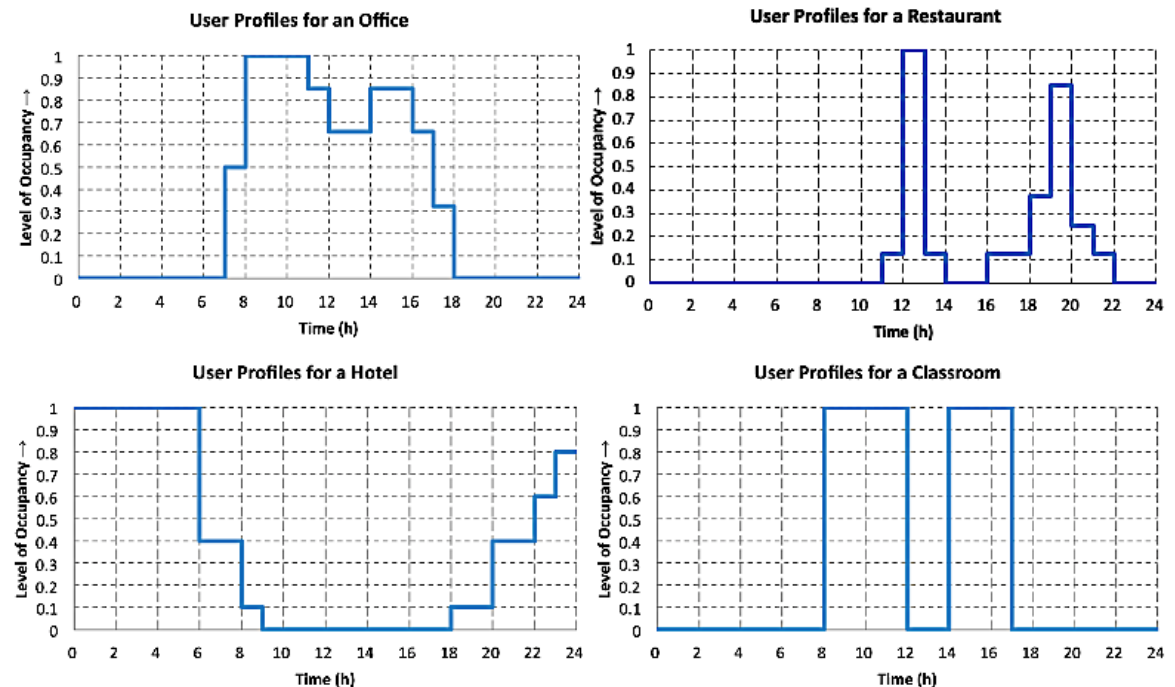 User Profiles for an Office
Level of Occupancy →
1
0.9
0.8
0.7
0.6
0.5
0.4
0.3
0.2
0.1
0
0 2 4 6 8 10 12 14 16 18 20 22 24
Time (h)
User Profiles for a Restaurant
Level of Occupancy →
1
0.9
0.8
0.7
0.6
0.5
0.4
0.3
0.2
0.1
0
0 2 4 6 8 10 12 14 16 18 20 22 24
Time (h)
User Profiles for a Hotel
Level of Occupancy →
1
0.9
0.8
0.7
0.6
0.5
0.4
0.3
0.2
0.1
0
0 2 4 6 8 10 12 14 16 18 20 22 24
Time (h)
User Profiles for a Classroom
Level of Occupancy →
1
0.9
0.8
0.7
0.6
0.5
0.4
0.3
0.2
0.1
0
0 2 4 6 8 10 12 14 16 18 20 22 24
Time (h)